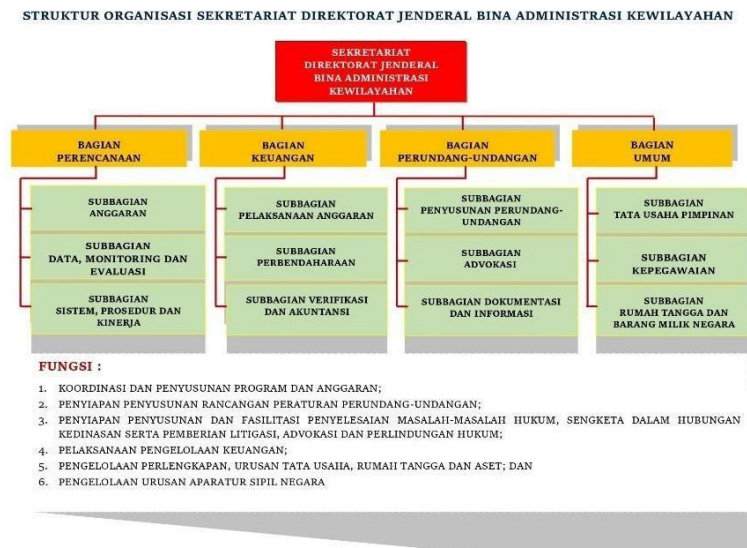 STRUKTUR ORGANISASI SEKRETARIAT DIREKTORAT JENDERAL BINA ADMINISTRASI KEWILAYAHAN
SEKRETARIAT
DIREKTORAT JENDERAL
BINA ADMINISTRASI
KEWILAYAHAN
BAGIAN
PERENCANAAN
BAGIAN
KEUANGAN
BAGIAN
PERUNDANG-UNDANGAN
BAGIAN
UMUM
SUBBAGIAN
ANGGARAN
SUBBAGIAN
DATA, MONITORING DAN
EVALUASI
SUBBAGIAN
SISTEM, PROSEDUR DAN
KINERJA
SUBBAGIAN
PELAKSANAAN ANGGARAN
SUBBAGIAN
PERBENDAHARAAN
SUBBAGIAN VERIFIKASI
DAN AKUNTANSI
SUBBAGIAN
PENYUSUNAN PERUNDANG-
UNDANGAN
SUBBAGIAN
ADVOKASI
SUBBAGIAN DOKUMENTASI
DAN INFORMASI
SUBBAGIAN
TATA USAHA PIMPINAN
SUBBAGIAN
KEPEGAWAIAN
SUBBAGIAN
RUMAH TANGGA DAN
BARANG MILIK NEGARA
FUNGSI :
1. KOORDINASI DAN PENYUSUNAN PROGRAM DAN ANGGARAN;
2. PENYIAPAN PENYUSUNAN RANCANGAN PERATURAN PERUNDANG-UNDANGAN;
3. PENYIAPAN PENYUSUNAN DAN FASILITASI PENYELESAIAN MASALAH-MASALAH HUKUM, SENGKETA DALAM HUBUNGAN
KEDINASAN SERTA PEMBERIAN LITIGASI, ADVOKASI DAN PERLINDUNGAN HUKUM;
4. PELAKSANAAN PENGELOLAAN KEUANGAN;
5. PENGELOLAAN PERLENGKAPAN, URUSAN TATA USAHA, RUMAH TANGGA DAN ASET; DAN
6. PENGELOLAAN URUSAN APARATUR SIPIL NEGARA